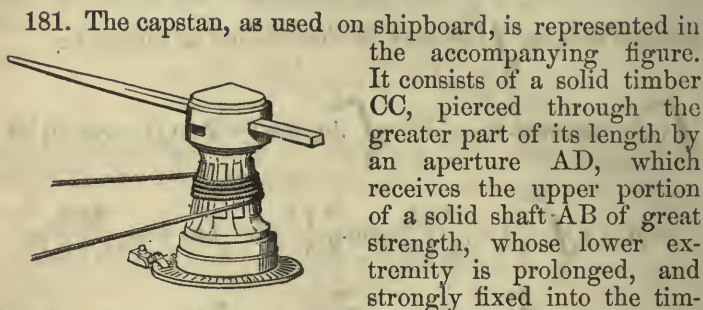 181. The capstan, as used on shipboard, is represented in
the accompanying figure.
It consists of a solid timber
CC, pierced through the
greater part of its length by
an aperture AD, which
receives the upper portion
of a solid shaft AB of great
strength, whose lower ex-
tremity is prolonged, and
strongly fixed into the tim-